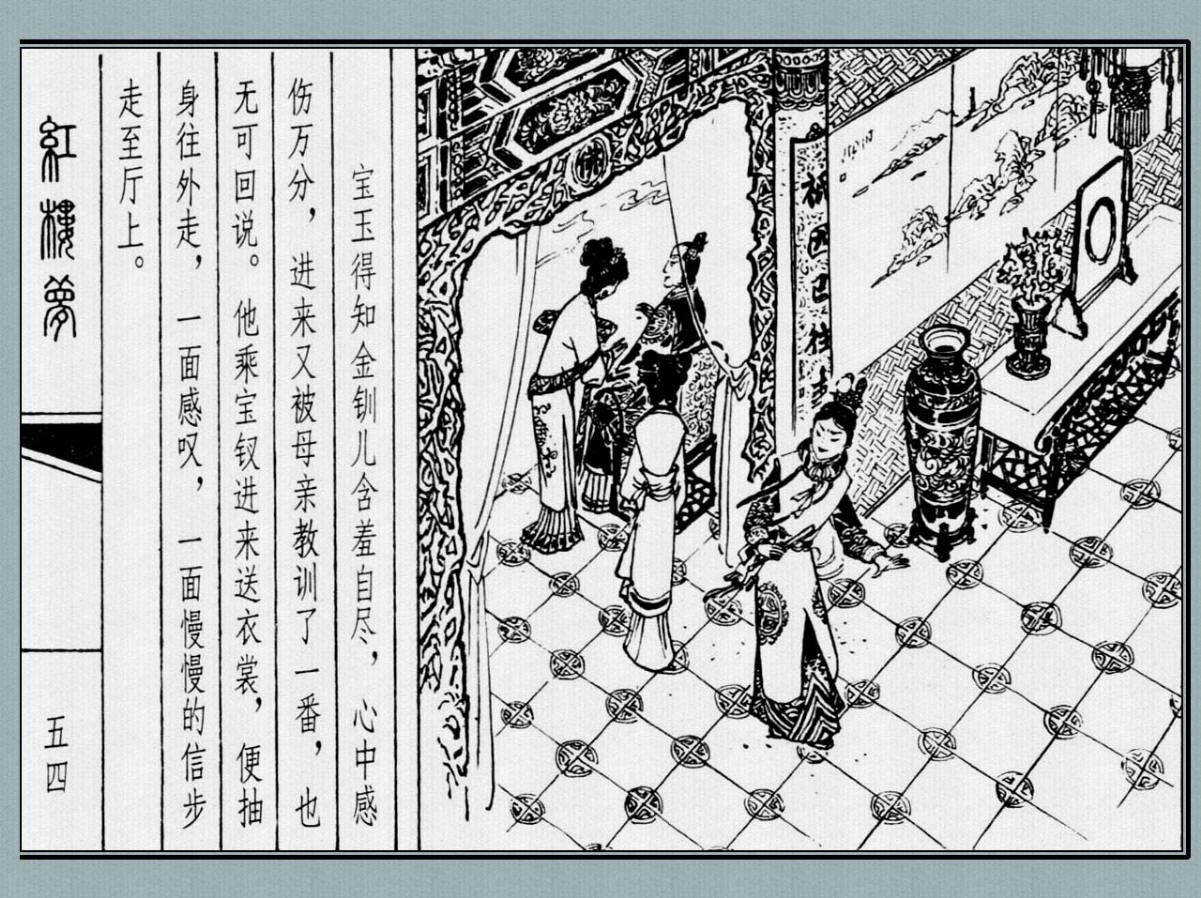 宝玉得知金钏儿含羞自尽，心中感
伤万分，进来又被母亲教训了一番，也
无可回说。他乘宝钗进来送衣裳，便抽
身往外走，一面感叹，一面慢慢的信步
走至厅上。
紅樓夢
五四